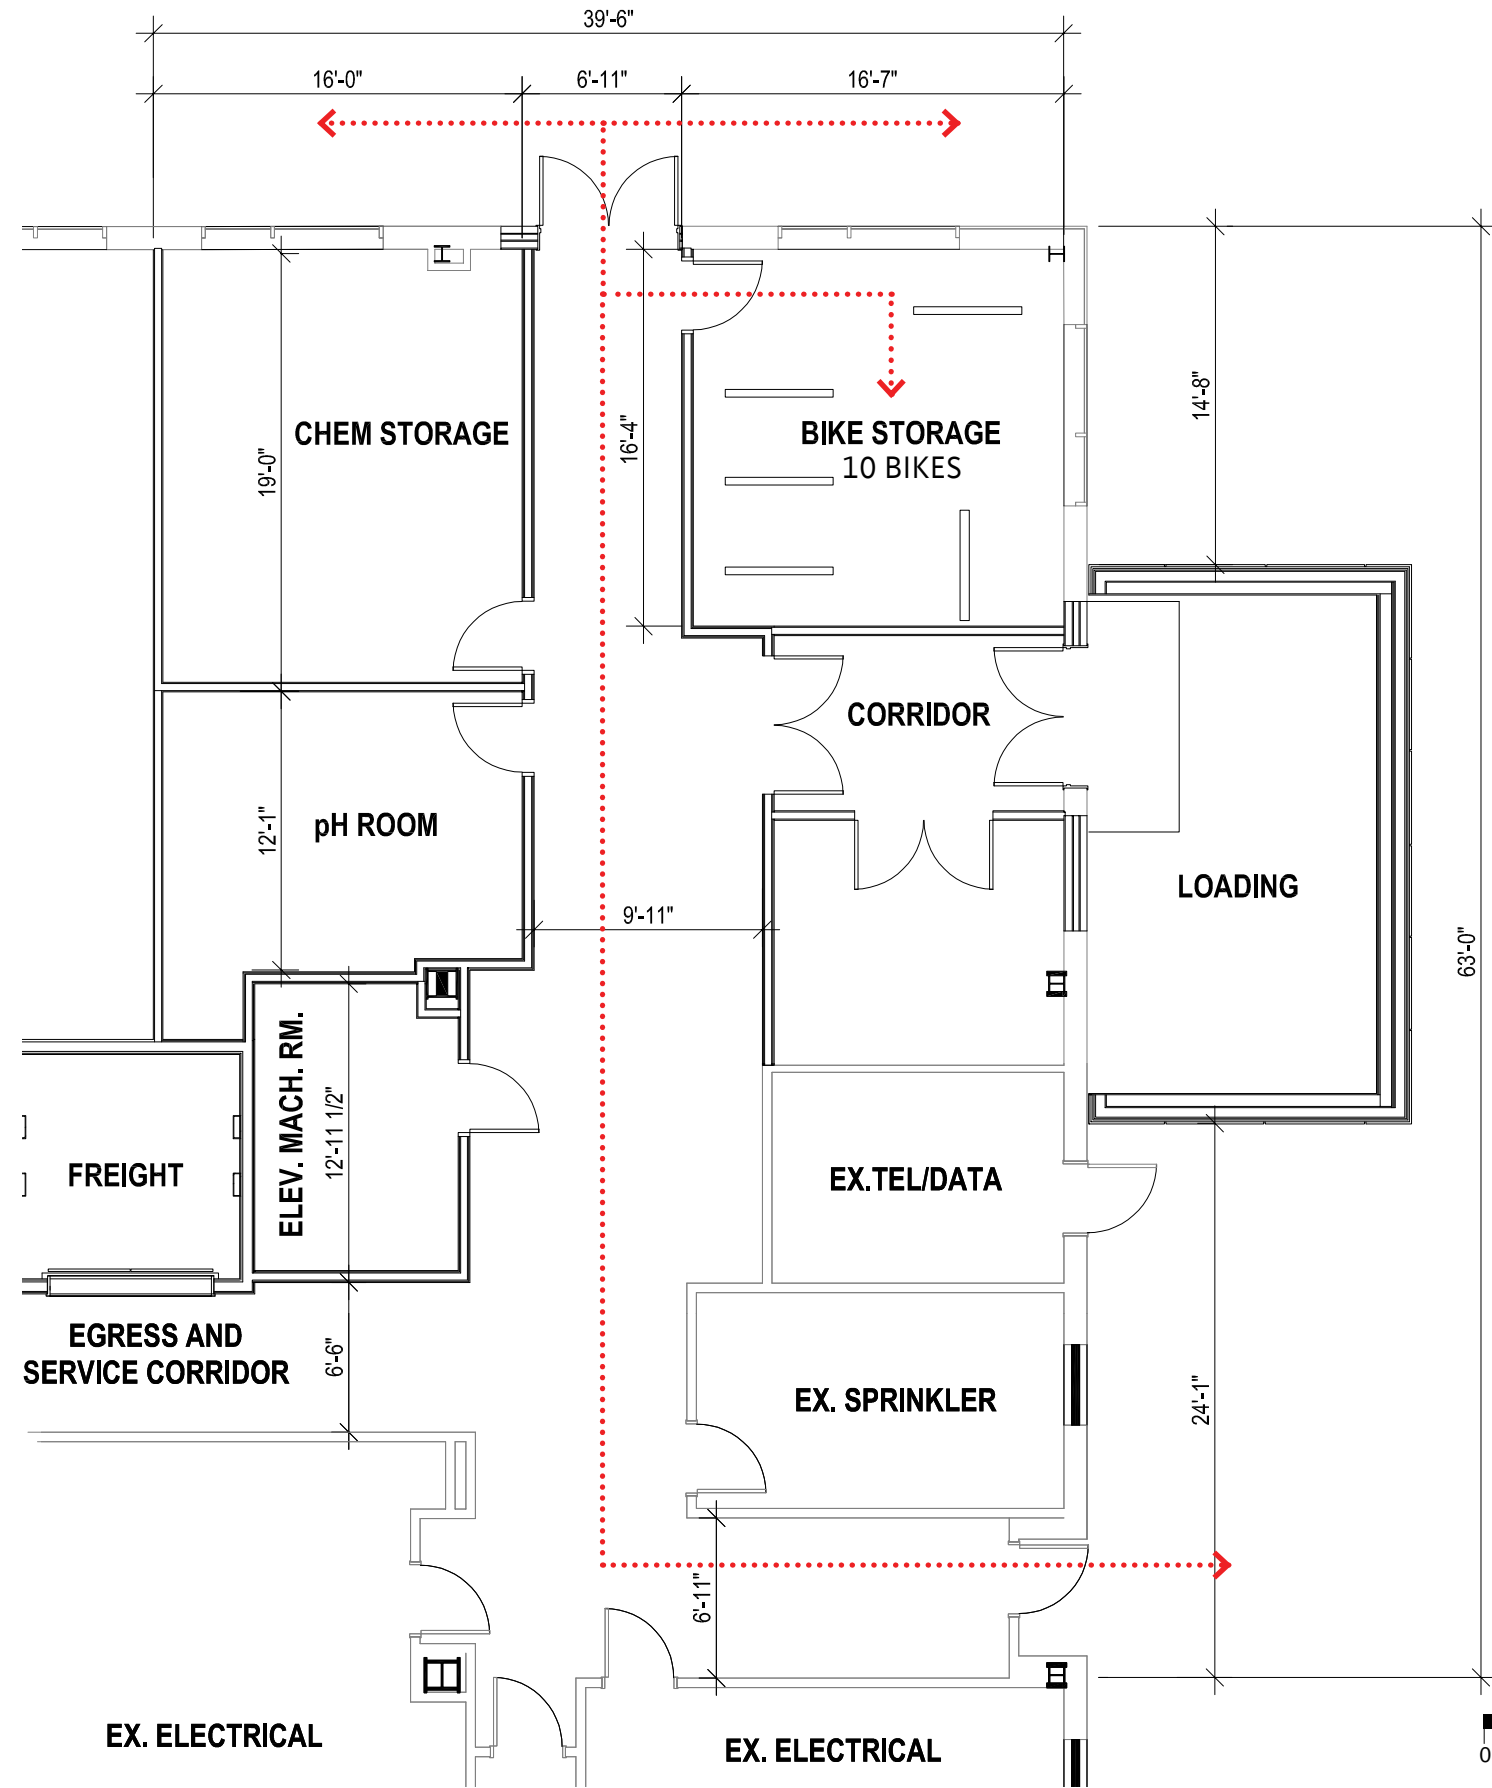 39'-6"
16'-0"
6'-11"
16'-7"
CHEM STORAGE
19'-0"
16'-4"
BIKE STORAGE
10 BIKES
14'-8"
CORRIDOR
pH ROOM
12'-1"
LOADING
9'-11"
63'-0"
ELEV. MACH. RM.
12'-11 1/2"
FREIGHT
EX.TEL/DATA
EGRESS AND
SERVICE CORRIDOR
6'-6"
EX. SPRINKLER
24'-1"
6'-11"
EX. ELECTRICAL
EX. ELECTRICAL
0